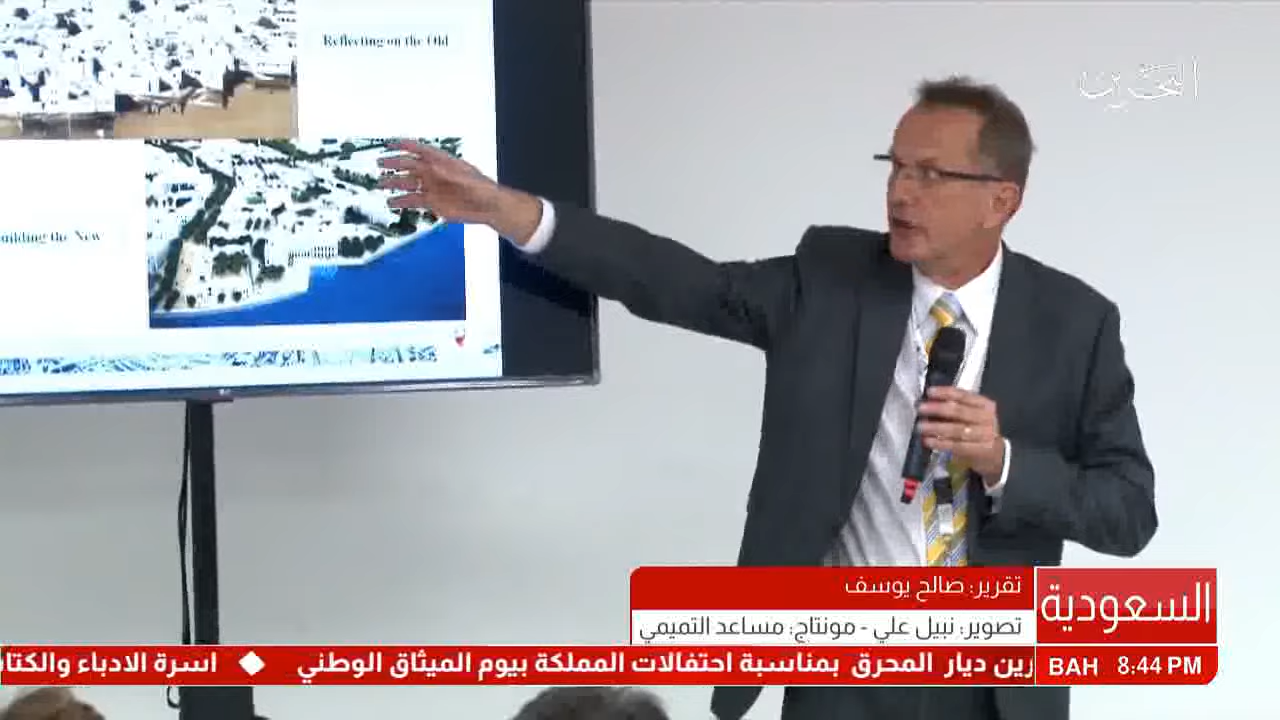 Reflecting on the Old
البحرين
Building the New
تقرير: صالح يوسف
تصوير: نبيل علي - مونتاج: مساعد التميمي
السعودية
رين ديار المحرق بمناسبة احتفالات المملكة بيوم الميثاق الوطني ◆ اسرة الادباء والكتا
BAH 8:44 PM